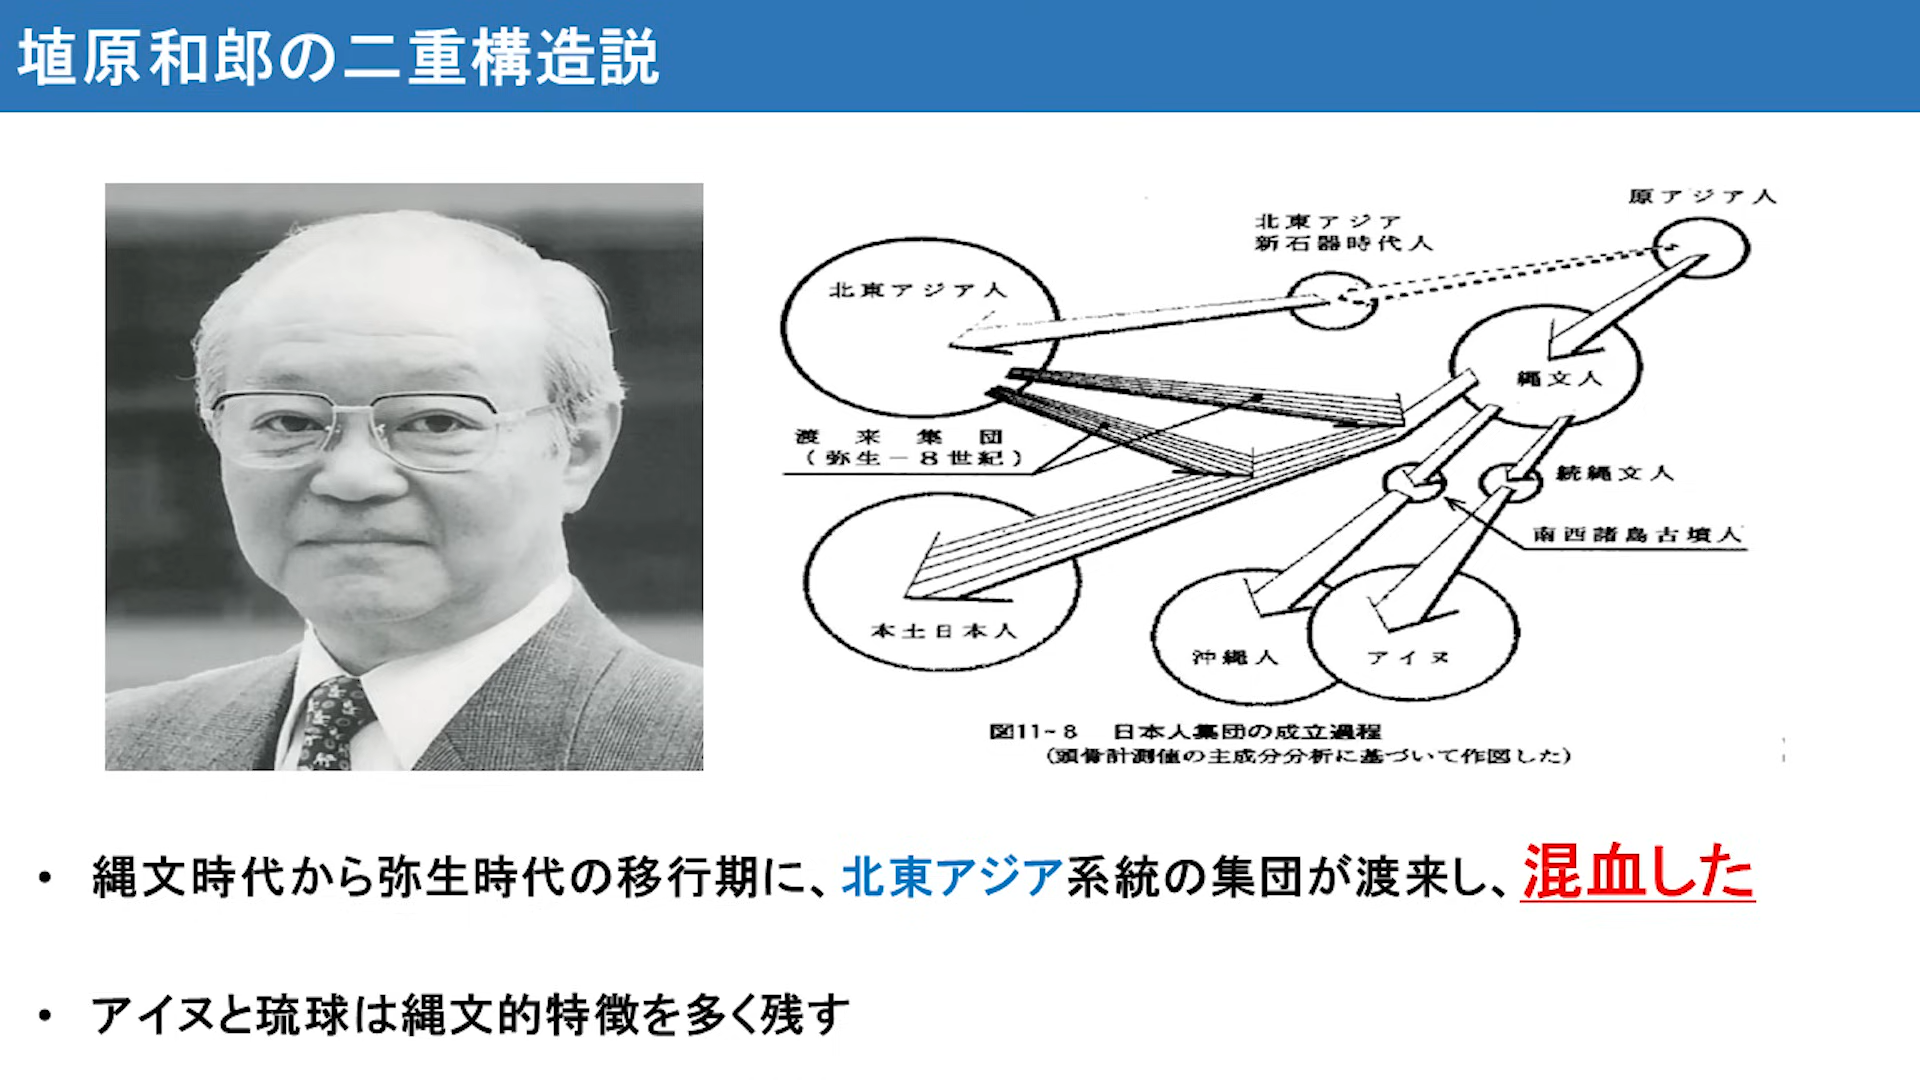 埴原和郎の二重構造説
原アジア人
北東アジア
新石器時代人
北東アジア人
縄文人
渡来集団
(弥生－8世紀)
続縄文人
南西諸島古墳人
本土日本人
沖縄人
アイヌ
図11-8 日本人集団の成立過程
(頭骨計測値の主成分分析に基づいて作図した)
• 縄文時代から弥生時代の移行期に、北東アジア系統の集団が渡来し、混血した
• アイヌと琉球は縄文的特徴を多く残す